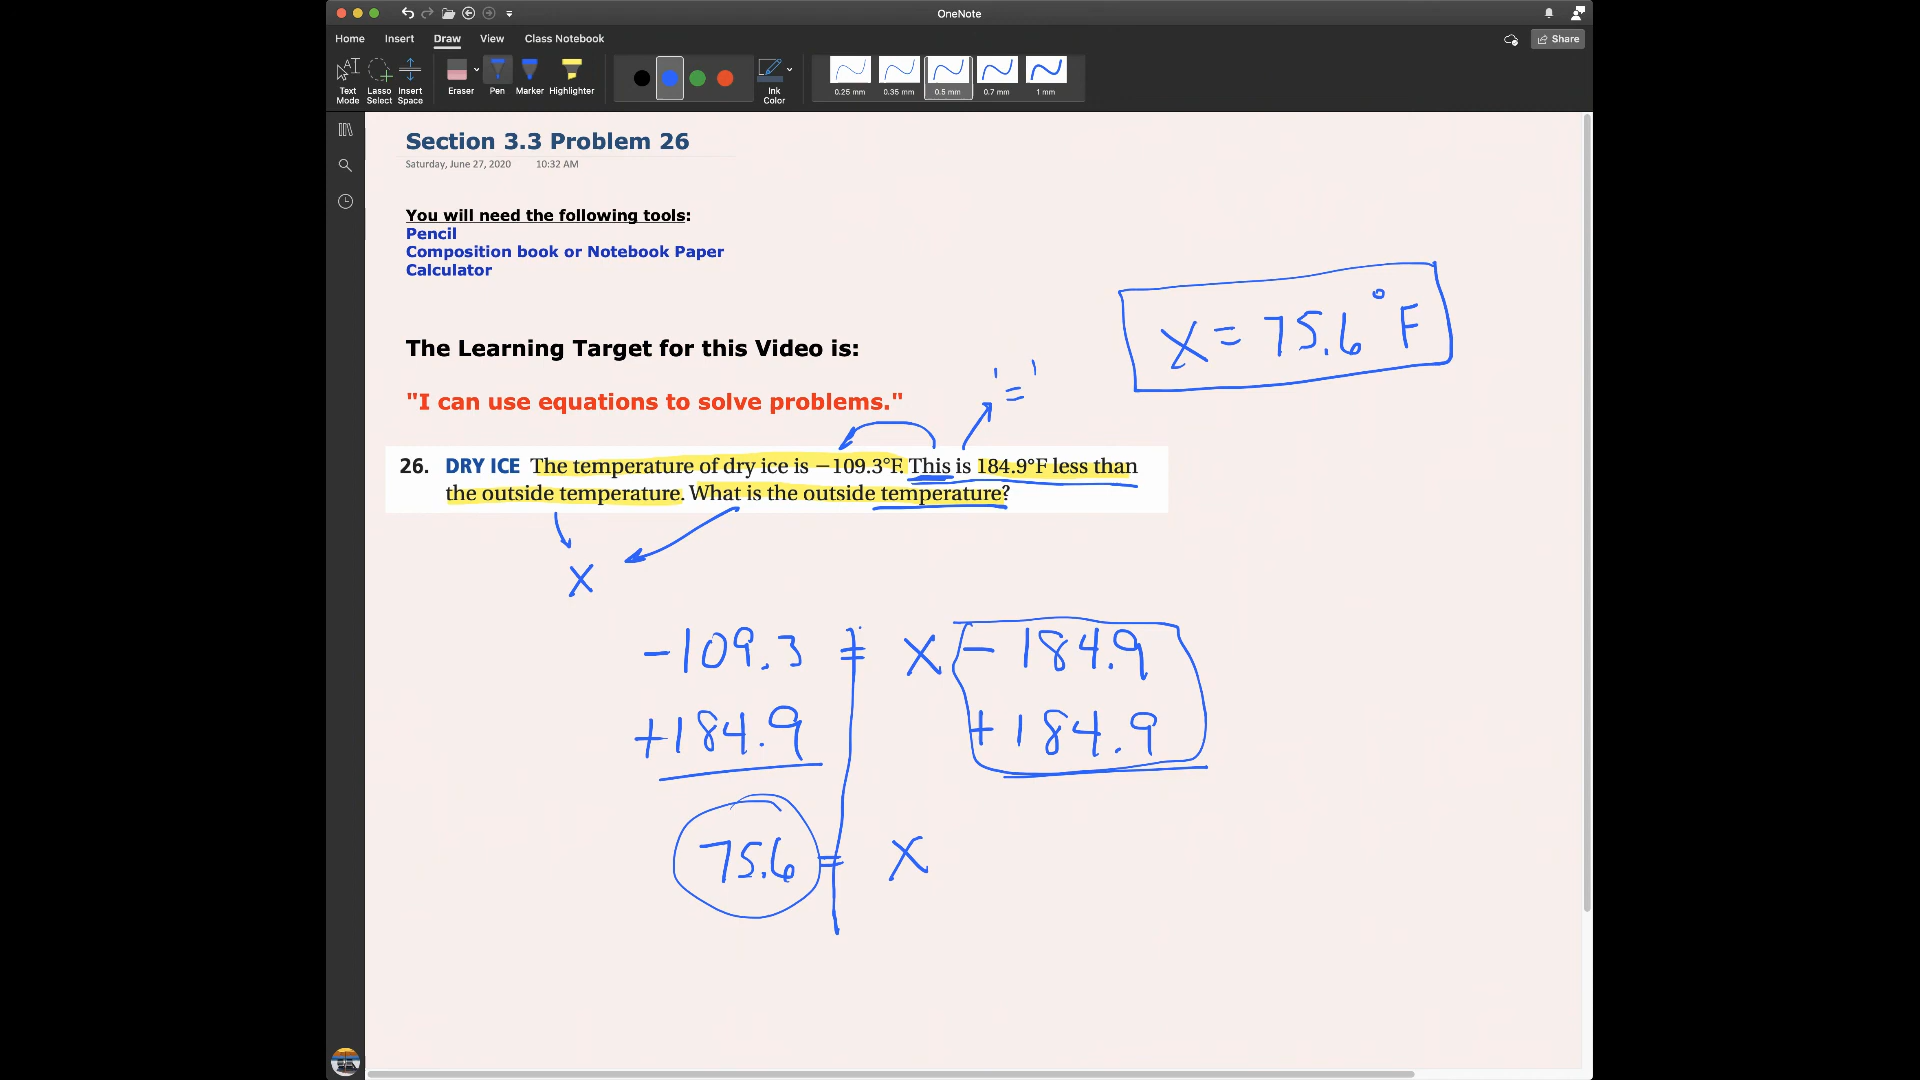 OneNote
Home Insert Draw View Class Notebook
Share
Text Mode
Lasso Select
Insert Space
Eraser
Pen
Marker
Highlighter
Ink Color
0.25 mm
0.35 mm
0.5 mm
0.7 mm
1 mm
Section 3.3 Problem 26
Saturday, June 27, 2020 10:32 AM
You will need the following tools:
Pencil
Composition book or Notebook Paper
Calculator
x = 75.6° F
The Learning Target for this Video is:
'='
"I can use equations to solve problems."
26. DRY ICE The temperature of dry ice is −109.3°F. This is 184.9°F less than
the outside temperature. What is the outside temperature?
x
-109.3 = x - 184.9
+184.9 + 184.9
75.6 = x